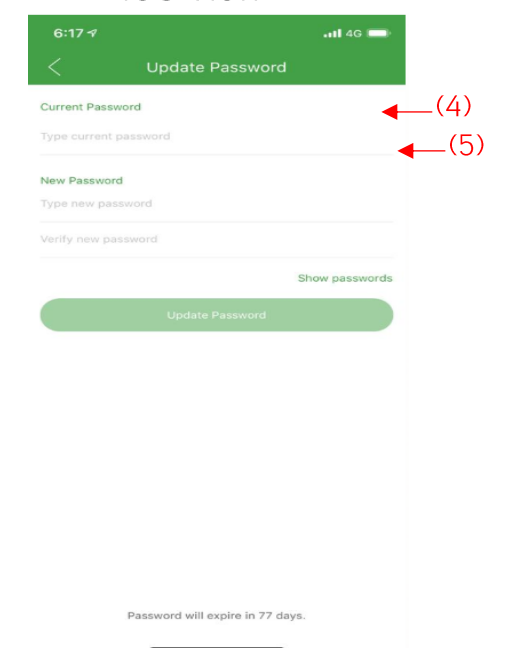 6:17 4G
Update Password
Current Password
(4)
Type current password
(5)
New Password
Type new password
Verify new password
Show passwords
Update Password
Password will expire in 77 days.